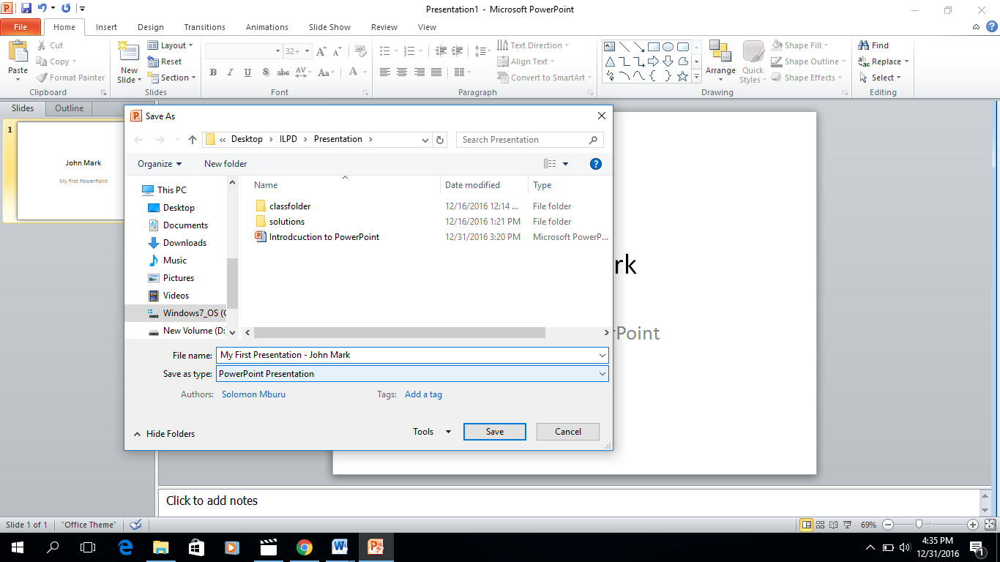 Presentation1 - Microsoft PowerPoint
File Home Insert Design Transitions Animations Slide Show Review View
Paste
Cut
Copy
Format Painter
Clipboard
New Slide
Layout
Reset
Section
Slides
32+
B I U S abc AV Aa A
Font
Text Direction
Align Text
Convert to SmartArt
Paragraph
Arrange
Quick Styles
Shape Fill
Shape Outline
Shape Effects
Drawing
Find
Replace
Select
Editing
Slides Outline
1
John Mark
My first PowerPoint
Save As
« Desktop ILPD Presentation
Search Presentation
Organize New folder
This PC
Desktop
Documents
Downloads
Music
Pictures
Videos
Windows7_OS (C
New Volume (D:
Name Date modified Type
classfolder 12/16/2016 12:14 ... File folder
solutions 12/16/2016 1:21 PM File folder
Introdcuction to PowerPoint 12/31/2016 3:20 PM Microsoft PowerP...
File name: My First Presentation - John Mark
Save as type: PowerPoint Presentation
Authors: Solomon Mburu Tags: Add a tag
Hide Folders Tools Save Cancel
rk
rPoint
Click to add notes
Slide 1 of 1 "Office Theme" 69%
4:35 PM
12/31/2016
1